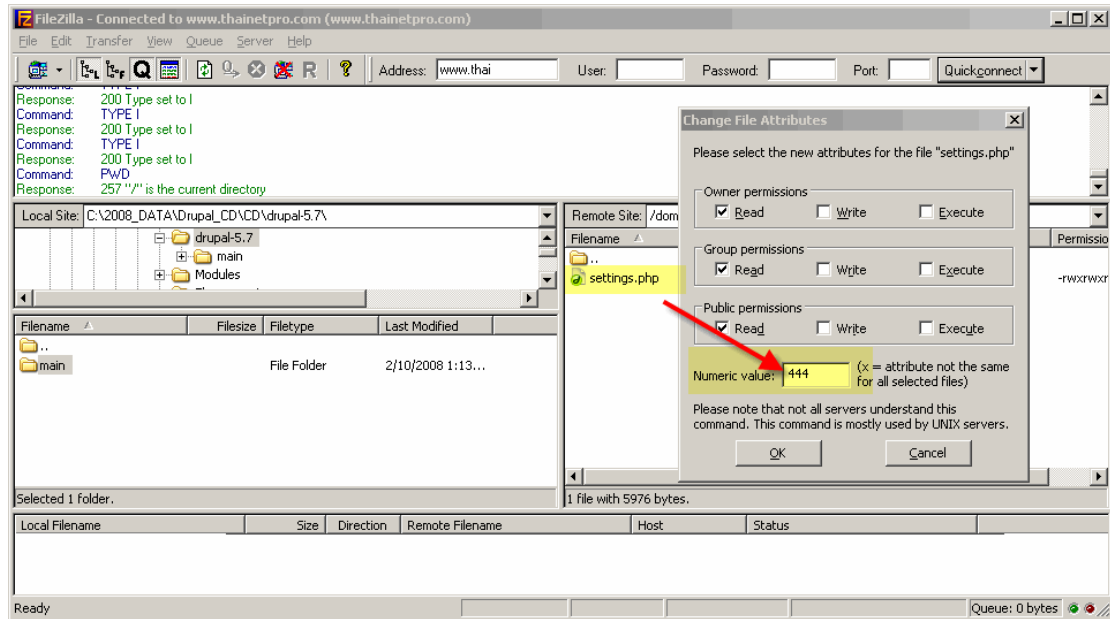 FileZilla - Connected to www.thainetpro.com (www.thainetpro.com)
File Edit Transfer View Queue Server Help
Address: www.thai User: Password: Port: Quickconnect
Response: 200 Type set to I
Command: TYPE I
Response: 200 Type set to I
Command: TYPE I
Response: 200 Type set to I
Command: PWD
Response: 257 "/" is the current directory
Local Site: C:\2008_DATA\Drupal_CD\CD\drupal-5.7\
drupal-5.7
main
Modules
Filename Filesize Filetype Last Modified
..
main File Folder 2/10/2008 1:13...
Selected 1 folder.
Remote Site: /dom
Filename Permissio
..
settings.php -rwxrwxr
1 file with 5976 bytes.
Change File Attributes
Please select the new attributes for the file "settings.php"
Owner permissions
Read Write Execute
Group permissions
Read Write Execute
Public permissions
Read Write Execute
Numeric value: 444 (x = attribute not the same
for all selected files)
Please note that not all servers understand this
command. This command is mostly used by UNIX servers.
OK Cancel
Local Filename Size Direction Remote Filename Host Status
Ready Queue: 0 bytes